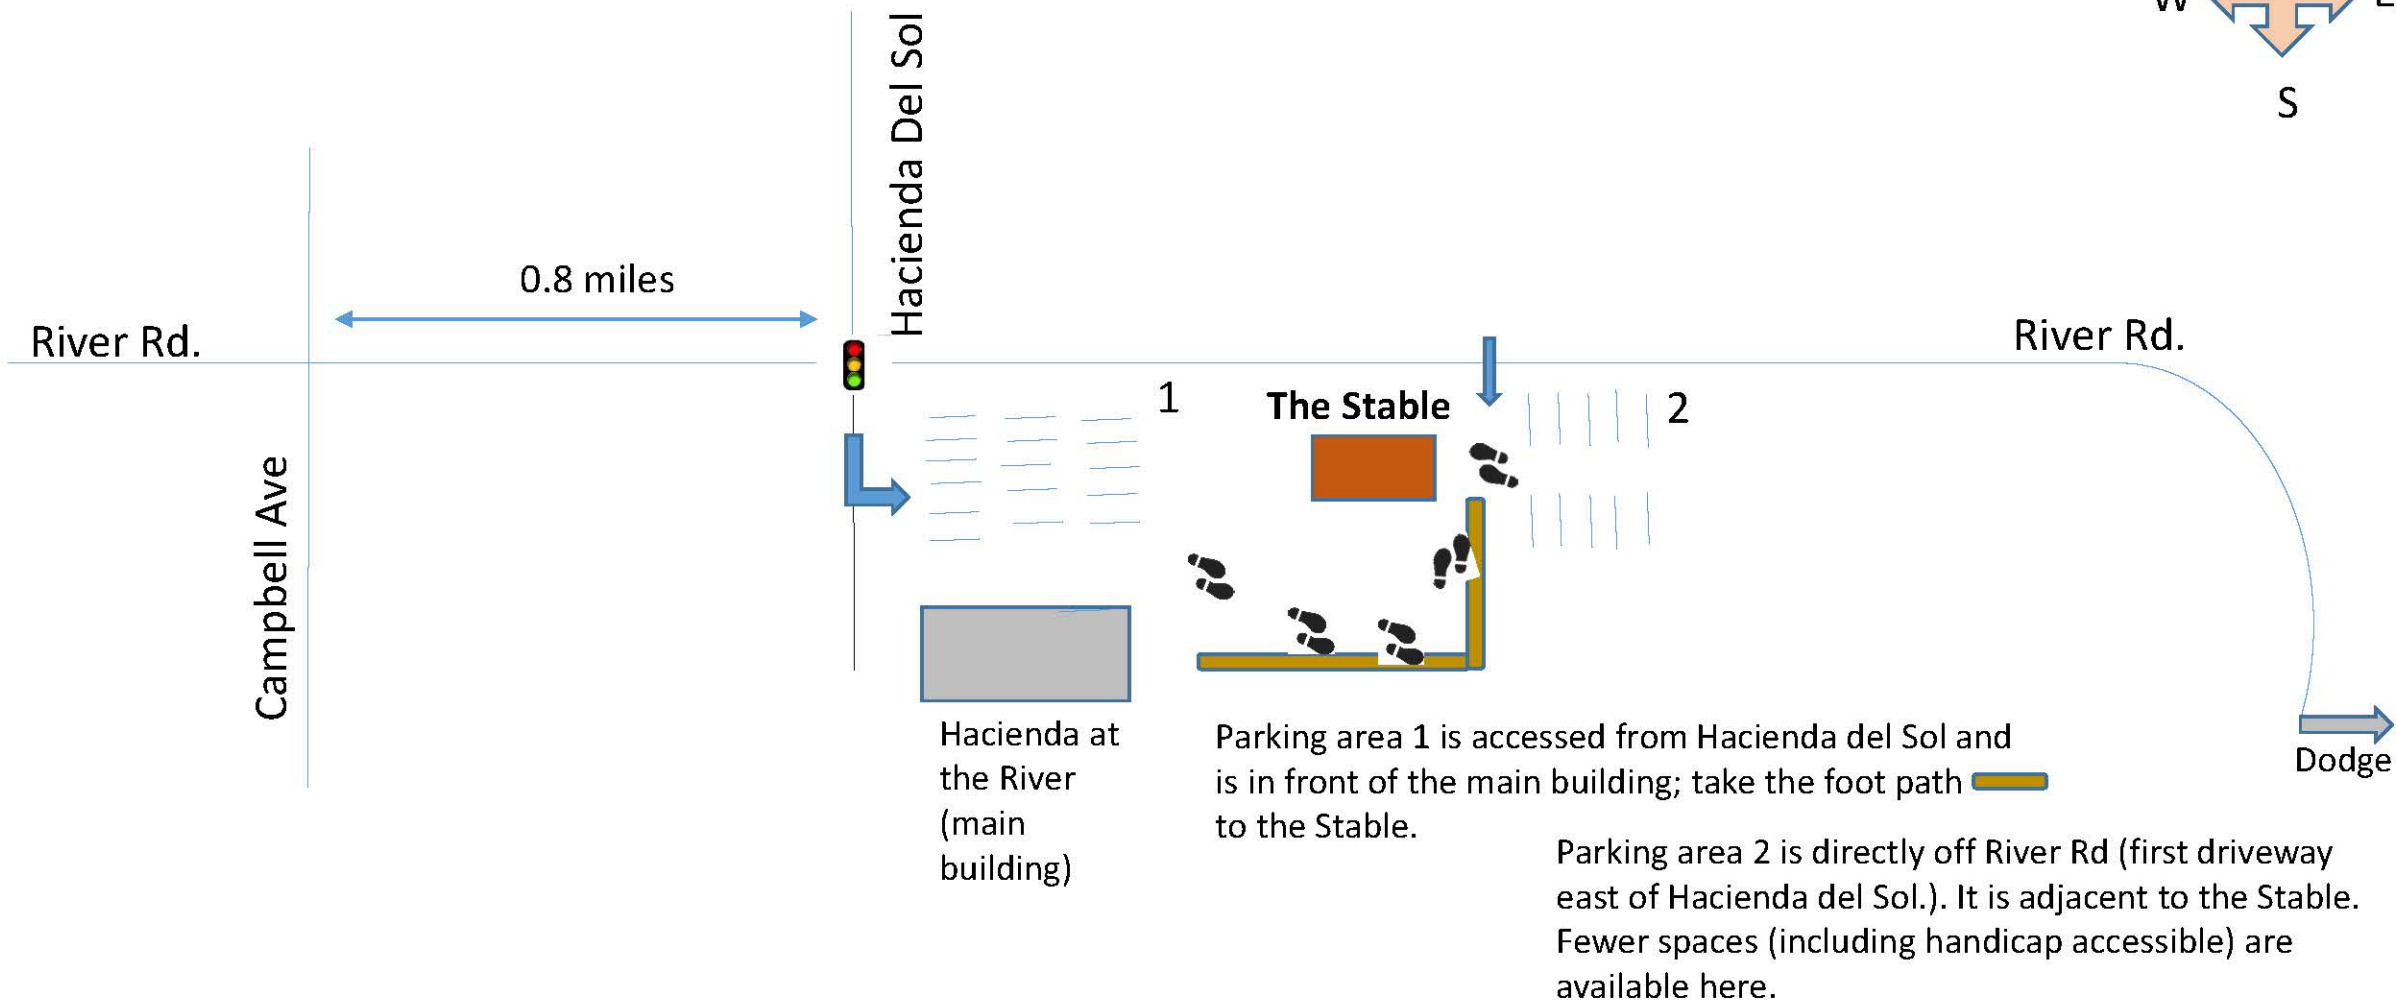 W
E
S
Hacienda Del Sol
0.8 miles
River Rd.
River Rd.
1
The Stable
2
Campbell Ave
Hacienda at
the River
(main
building)
Parking area 1 is accessed from Hacienda del Sol and
is in front of the main building; take the foot path
to the Stable.
Dodge
Parking area 2 is directly off River Rd (first driveway
east of Hacienda del Sol.). It is adjacent to the Stable.
Fewer spaces (including handicap accessible) are
available here.